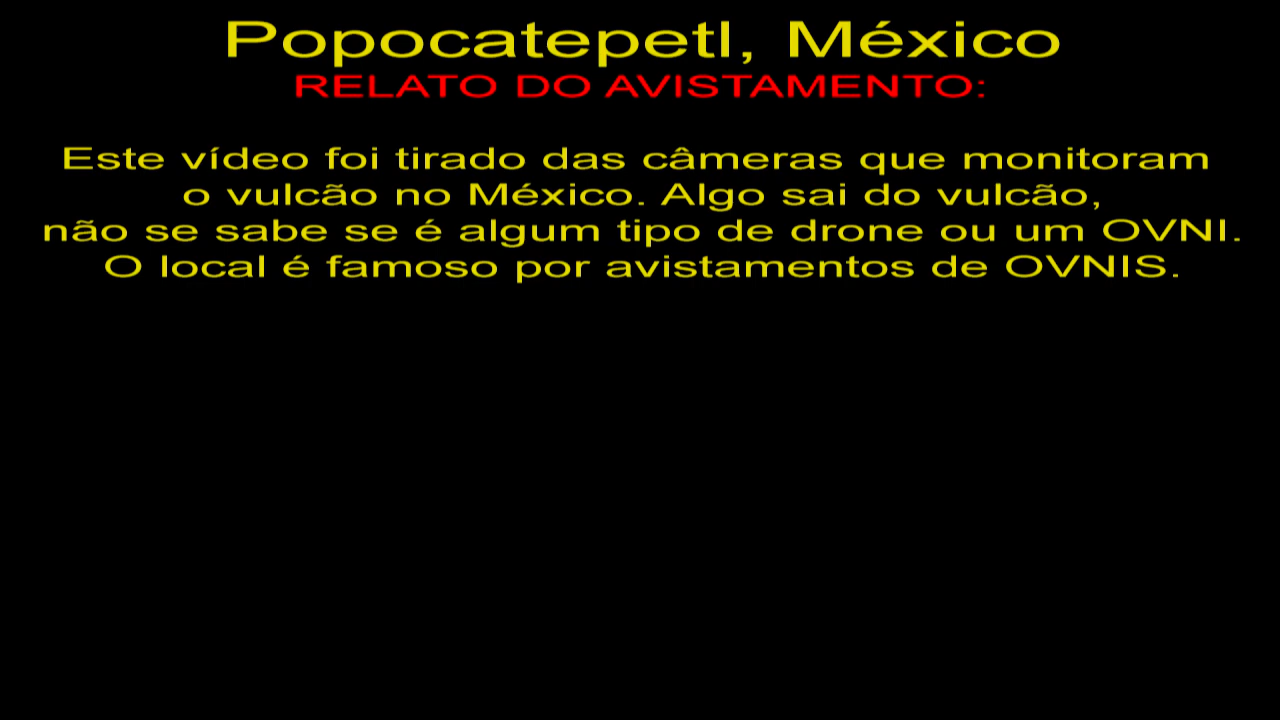 Popocatepetl, México
RELATO DO AVISTAMENTO:
Este vídeo foi tirado das câmeras que monitoram
o vulcão no México. Algo sai do vulcão,
não se sabe se é algum tipo de drone ou um OVNI.
O local é famoso por avistamentos de OVNIS.